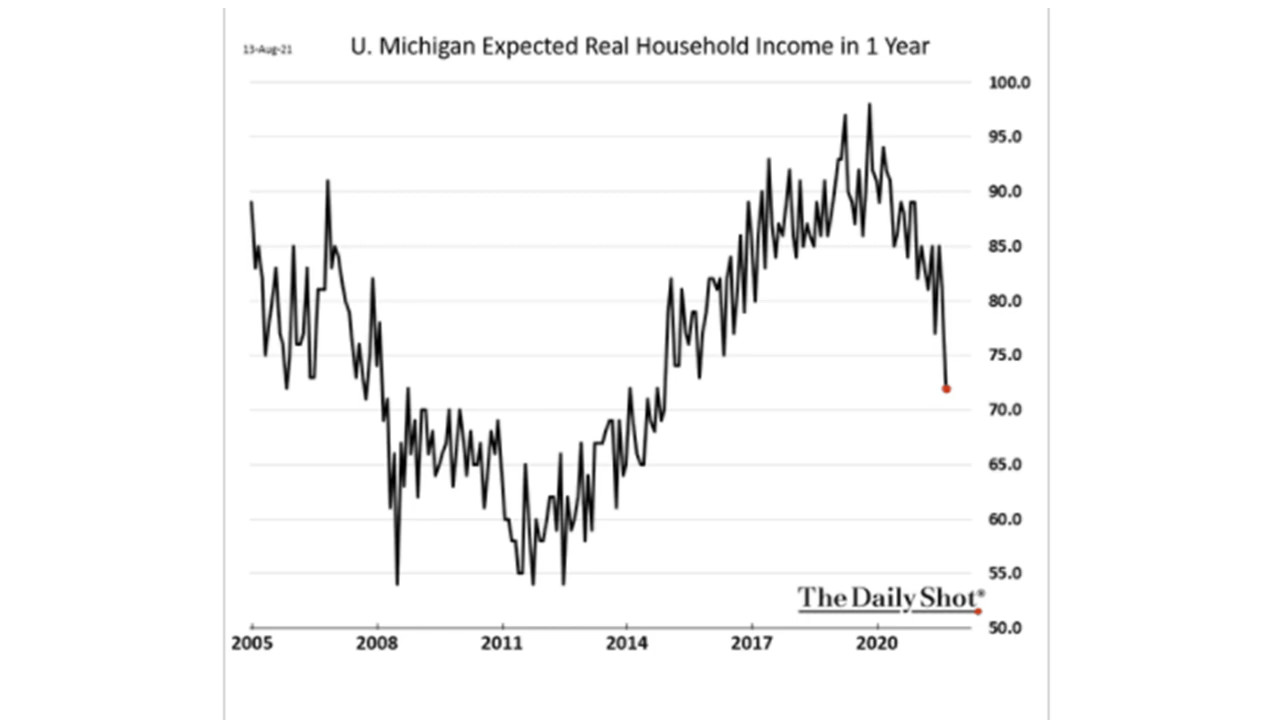 13-Aug-21
U. Michigan Expected Real Household Income in 1 Year
100.0
95.0
90.0
85.0
80.0
75.0
70.0
65.0
60.0
55.0
The Daily Shot®
50.0
2005 2008 2011 2014 2017 2020